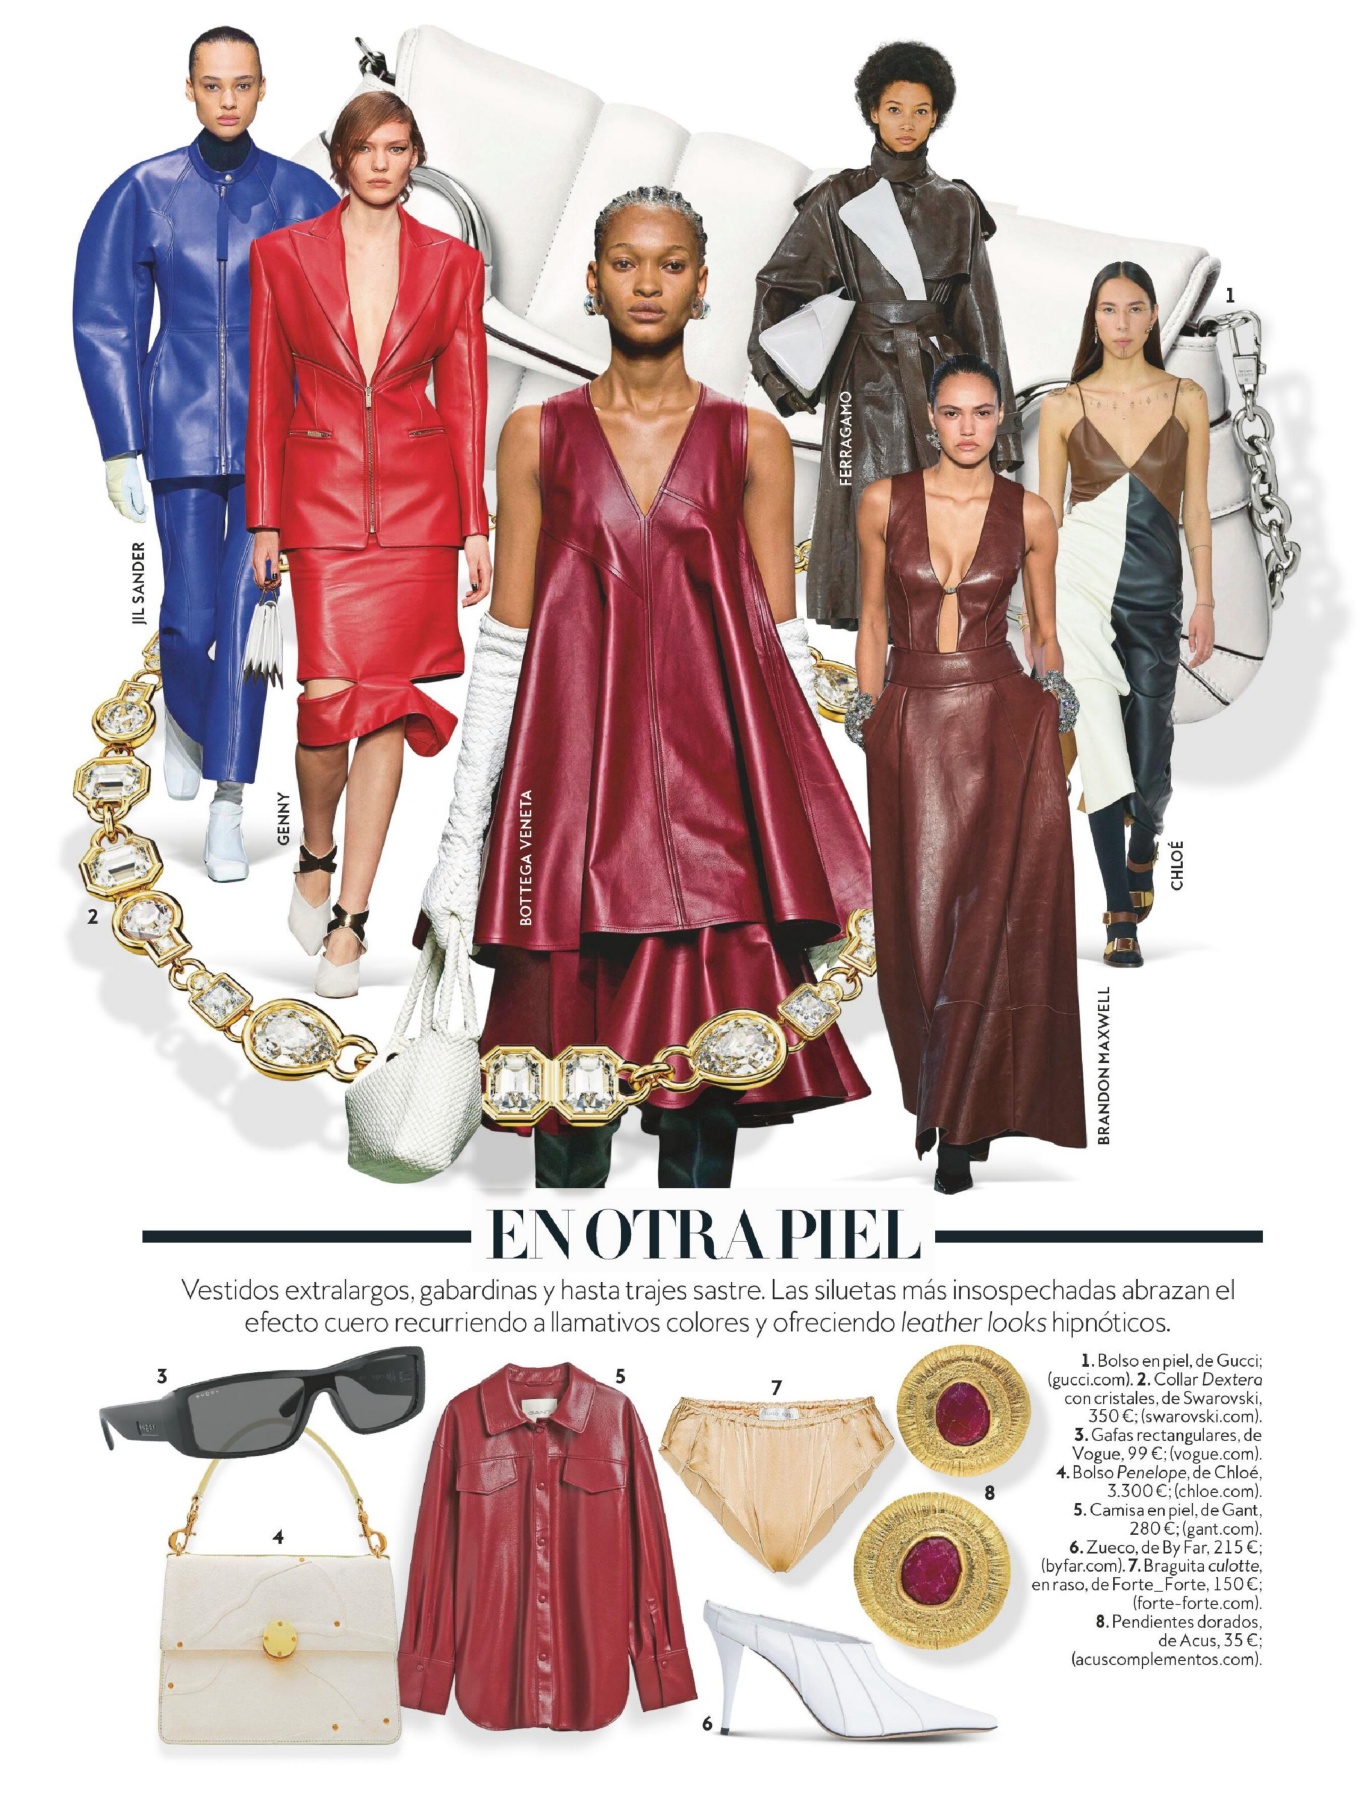 1
JIL SANDER
GENNY
BOTTEGA VENETA
FERRAGAMO
BRANDON MAXWELL
CHLOÉ
2
EN OTRA PIEL
Vestidos extralargos, gabardinas y hasta trajes sastre. Las siluetas más insospechadas abrazan el
efecto cuero recurriendo a llamativos colores y ofreciendo leather looks hipnóticos.
3
4
5
7
8
6
1. Bolso en piel, de Gucci;
(gucci.com). 2. Collar Dextera
con cristales, de Swarovski,
350 €; (swarovski.com).
3. Gafas rectangulares, de
Vogue, 99 €; (vogue.com).
4. Bolso Penelope, de Chloé,
3.300 €; (chloe.com).
5. Camisa en piel, de Gant,
280 €; (gant.com).
6. Zueco, de By Far, 215 €;
(byfar.com). 7. Braguita culotte,
en raso, de Forte_Forte, 150 €;
(forte-forte.com).
8. Pendientes dorados,
de Acus, 35 €;
(acuscomplementos.com).